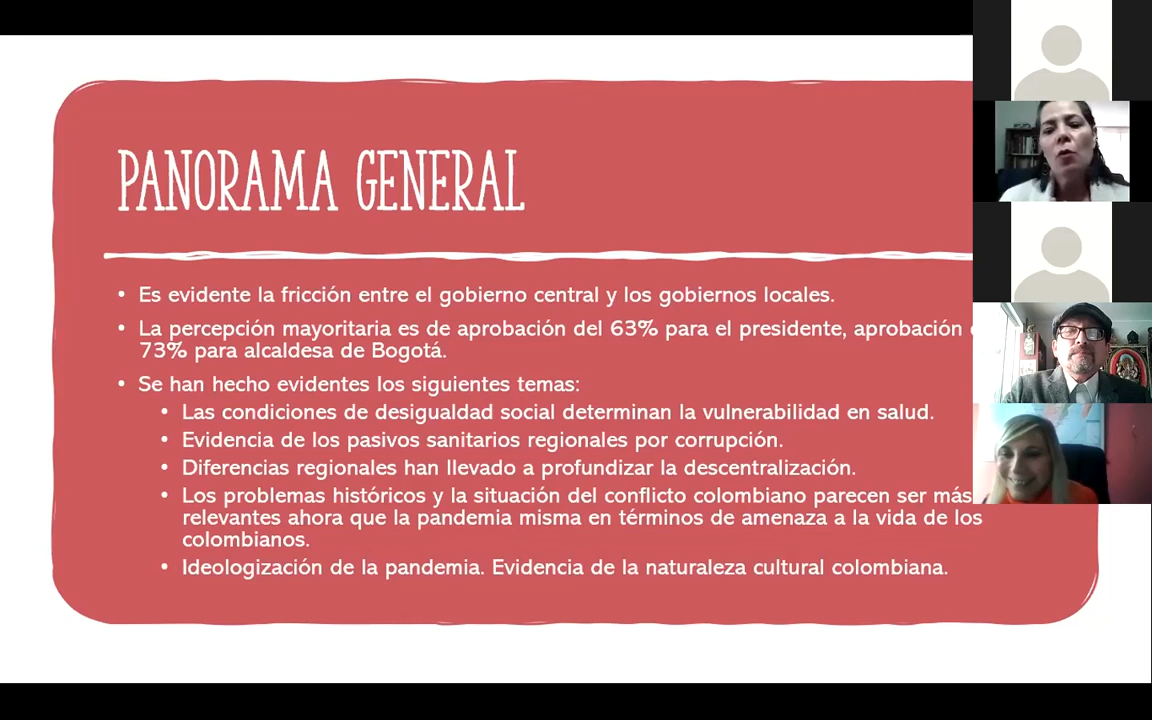 PANORAMA GENERAL
• Es evidente la fricción entre el gobierno central y los gobiernos locales.
• La percepción mayoritaria es de aprobación del 63% para el presidente, aprobación
73% para alcaldesa de Bogotá.
• Se han hecho evidentes los siguientes temas:
• Las condiciones de desigualdad social determinan la vulnerabilidad en salud.
• Evidencia de los pasivos sanitarios regionales por corrupción.
• Diferencias regionales han llevado a profundizar la descentralización.
• Los problemas históricos y la situación del conflicto colombiano parecen ser más
relevantes ahora que la pandemia misma en términos de amenaza a la vida de los
colombianos.
• Ideologización de la pandemia. Evidencia de la naturaleza cultural colombiana.